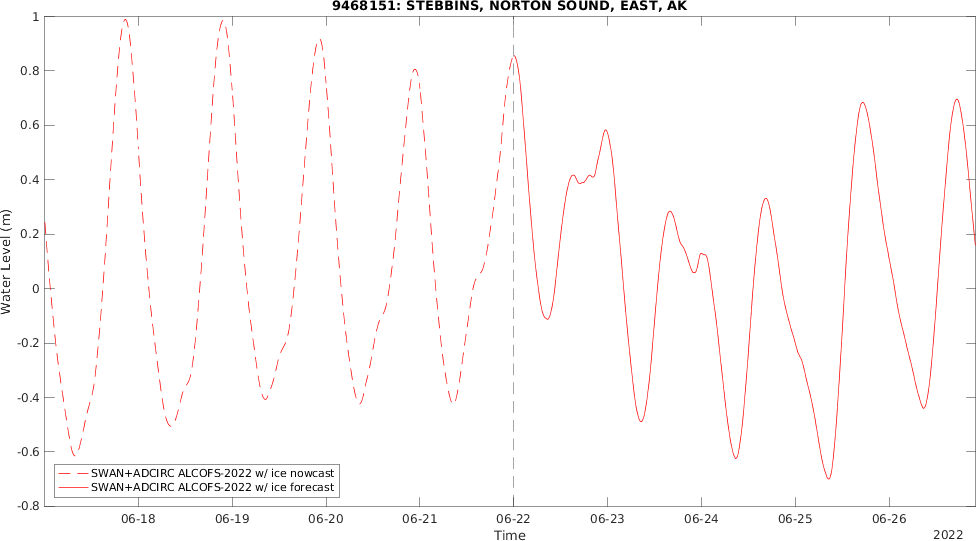 9468151: STEBBINS, NORTON SOUND, EAST, AK
1
0.8
0.6
0.4
0.2
0
-0.2
-0.4
-0.6
-0.8
Water Level (m)
SWAN+ADCIRC ALCOFS-2022 w/ ice nowcast
SWAN+ADCIRC ALCOFS-2022 w/ ice forecast
06-18 06-19 06-20 06-21 06-22 06-23 06-24 06-25 06-26
Time
2022